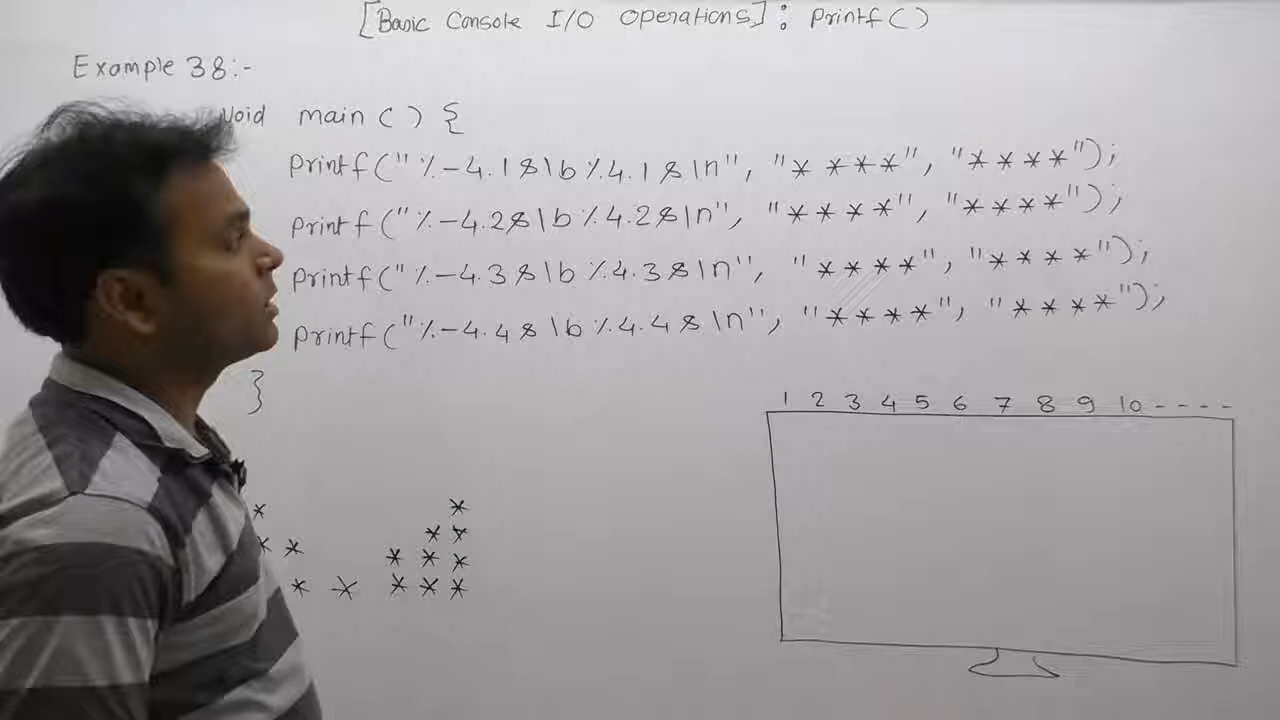 [Basic Console I/O Operations] : Printf()
Example 38:-
Void main() {
Printf("%-4.1s\b%4.1s\n", "****", "****");
Printf("%-4.2s\b%4.2s\n", "****", "****");
Printf("%-4.3s\b%4.3s\n", "****", "****");
Printf("%-4.4s\b%4.4s\n", "****", "****");
}
1 2 3 4 5 6 7 8 9 10 - - - -
* *
* * * *
* * *
* * * * *